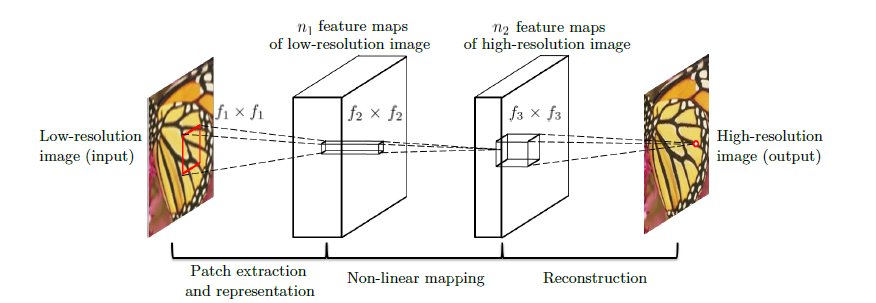 n₁ feature maps
of low-resolution image
n₂ feature maps
of high-resolution image
f₁ × f₁
f₂ × f₂
f₃ × f₃
Low-resolution
image (input)
High-resolution
image (output)
Patch extraction
and representation
Non-linear mapping
Reconstruction